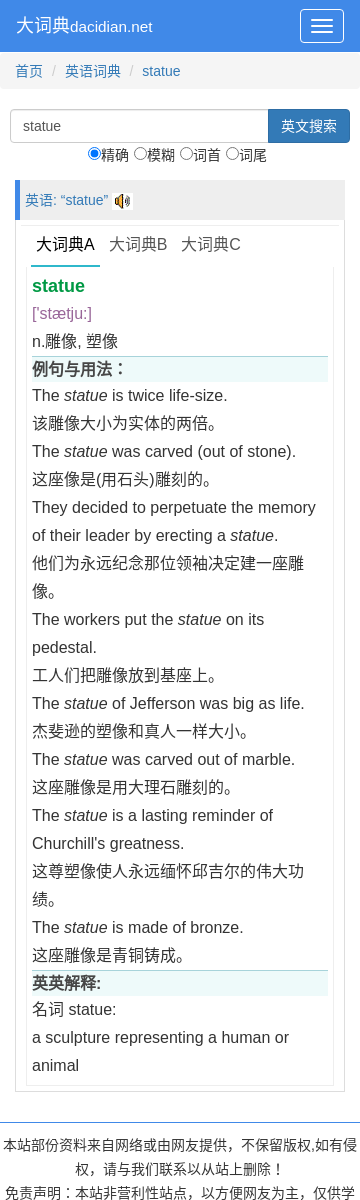 大词典dacidian.net
首页 / 英语词典 / statue
statue 英文搜索
精确 模糊 词首 词尾
英语: “statue”
大词典A 大词典B 大词典C
statue
['stætju:]
n.雕像, 塑像
例句与用法：
The statue is twice life-size.
该雕像大小为实体的两倍。
The statue was carved (out of stone).
这座像是(用石头)雕刻的。
They decided to perpetuate the memory
of their leader by erecting a statue.
他们为永远纪念那位领袖决定建一座雕
像。
The workers put the statue on its
pedestal.
工人们把雕像放到基座上。
The statue of Jefferson was big as life.
杰斐逊的塑像和真人一样大小。
The statue was carved out of marble.
这座雕像是用大理石雕刻的。
The statue is a lasting reminder of
Churchill's greatness.
这尊塑像使人永远缅怀邱吉尔的伟大功
绩。
The statue is made of bronze.
这座雕像是青铜铸成。
英英解释:
名词 statue:
a sculpture representing a human or
animal
本站部份资料来自网络或由网友提供，不保留版权,如有侵
权，请与我们联系以从站上删除！
免责声明：本站非营利性站点，以方便网友为主，仅供学